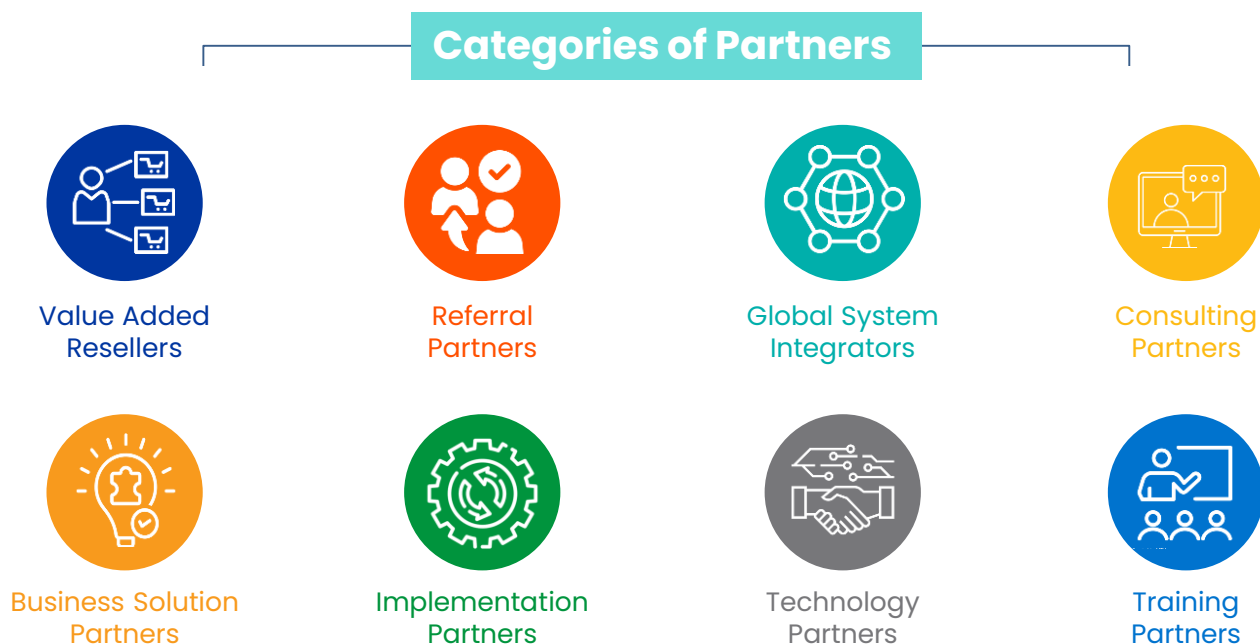 Categories of Partners
Value Added
Resellers
Referral
Partners
Global System
Integrators
Consulting
Partners
Business Solution
Partners
Implementation
Partners
Technology
Partners
Training
Partners